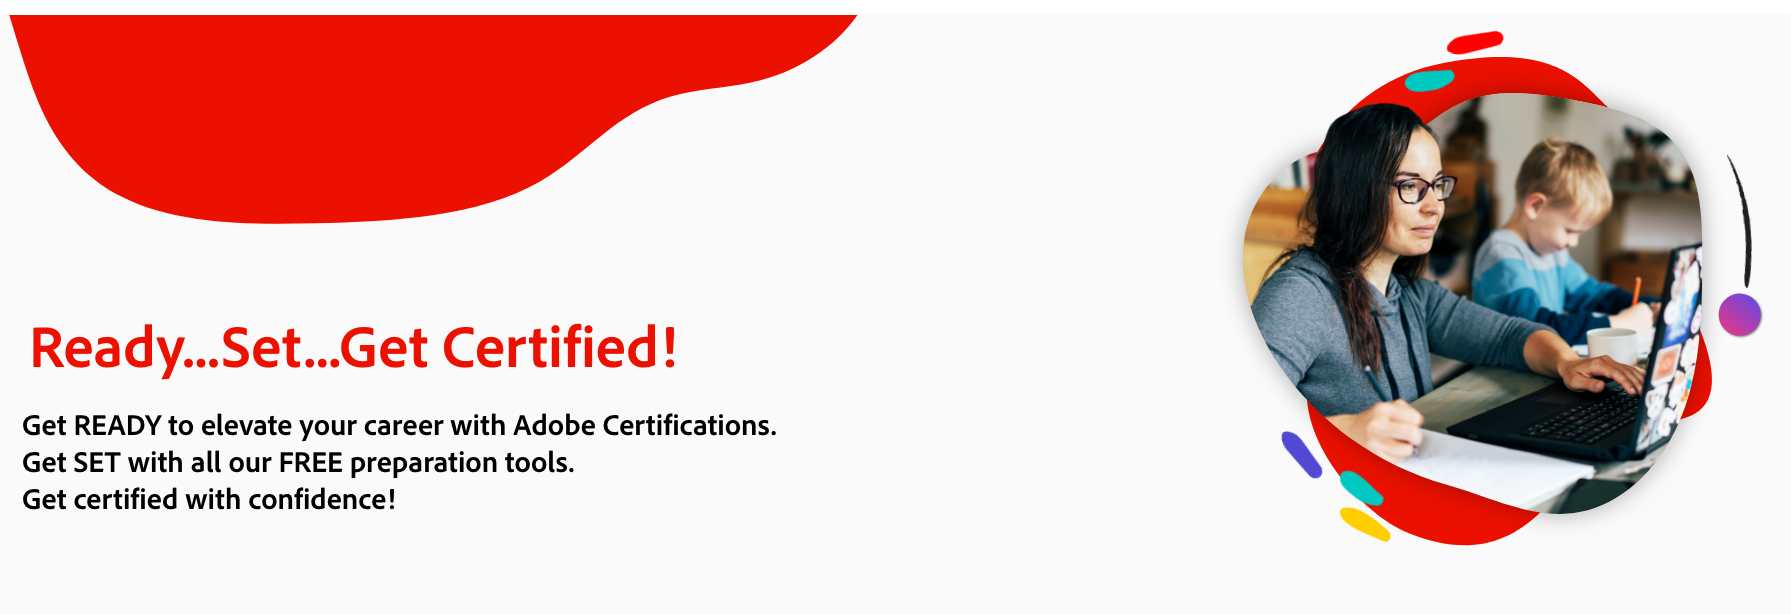 Ready...Set...Get Certified!
Get READY to elevate your career with Adobe Certifications.
Get SET with all our FREE preparation tools.
Get certified with confidence!